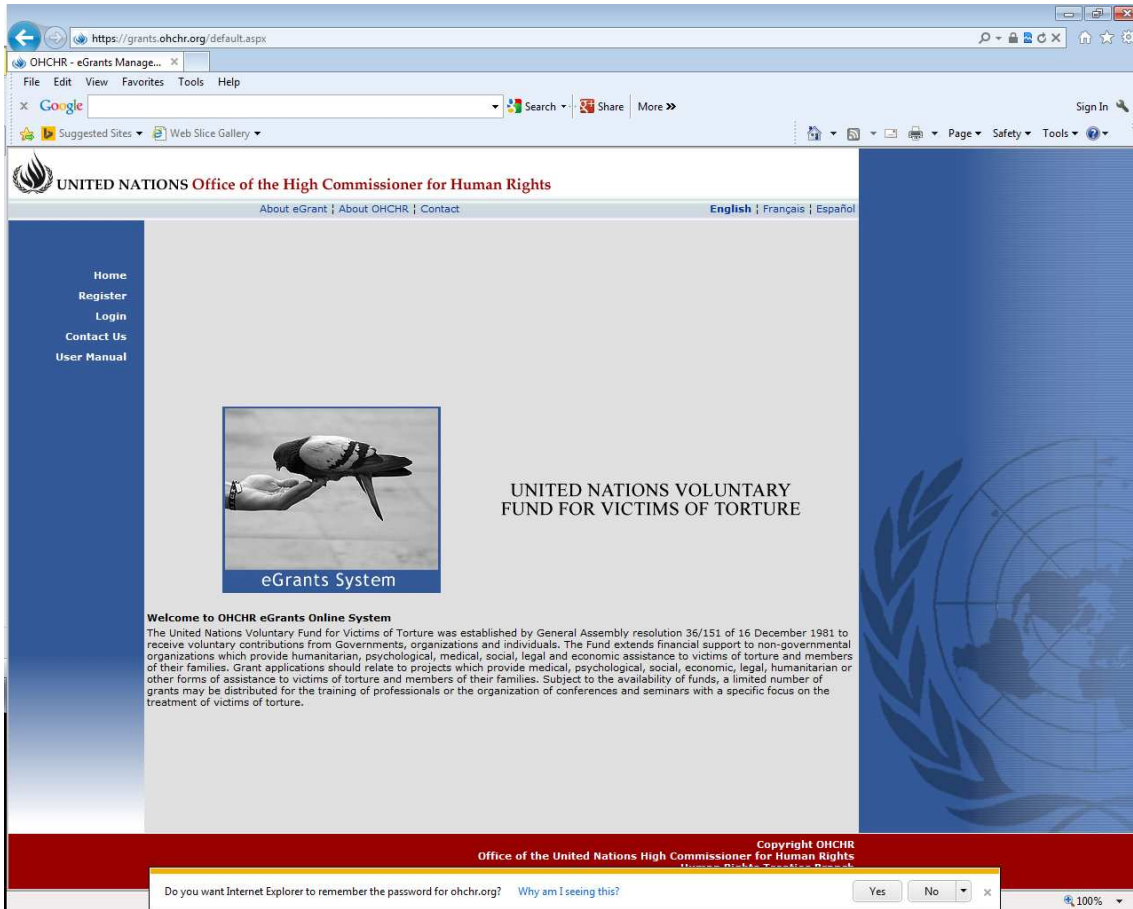 https://grants.ohchr.org/default.aspx
OHCHR - eGrants Manage...
File Edit View Favorites Tools Help
Google Search Share More »
Sign In
Suggested Sites Web Slice Gallery
Page Safety Tools
UNITED NATIONS Office of the High Commissioner for Human Rights
About eGrant ¦ About OHCHR ¦ Contact
English ¦ Français ¦ Español
Home
Register
Login
Contact Us
User Manual
UNITED NATIONS VOLUNTARY
FUND FOR VICTIMS OF TORTURE
eGrants System
Welcome to OHCHR eGrants Online System
The United Nations Voluntary Fund for Victims of Torture was established by General Assembly resolution 36/151 of 16 December 1981 to
receive voluntary contributions from Governments, organizations and individuals. The Fund extends financial support to non-governmental
organizations which provide humanitarian, psychological, medical, social, legal and economic assistance to victims of torture and members
of their families. Grant applications should relate to projects which provide medical, psychological, social, economic, legal, humanitarian or
other forms of assistance to victims of torture and members of their families. Subject to the availability of funds, a limited number of
grants may be distributed for the training of professionals or the organization of conferences and seminars with a specific focus on the
treatment of victims of torture.
Copyright OHCHR
Office of the United Nations High Commissioner for Human Rights
Do you want Internet Explorer to remember the password for ohchr.org? Why am I seeing this? Yes No
100%